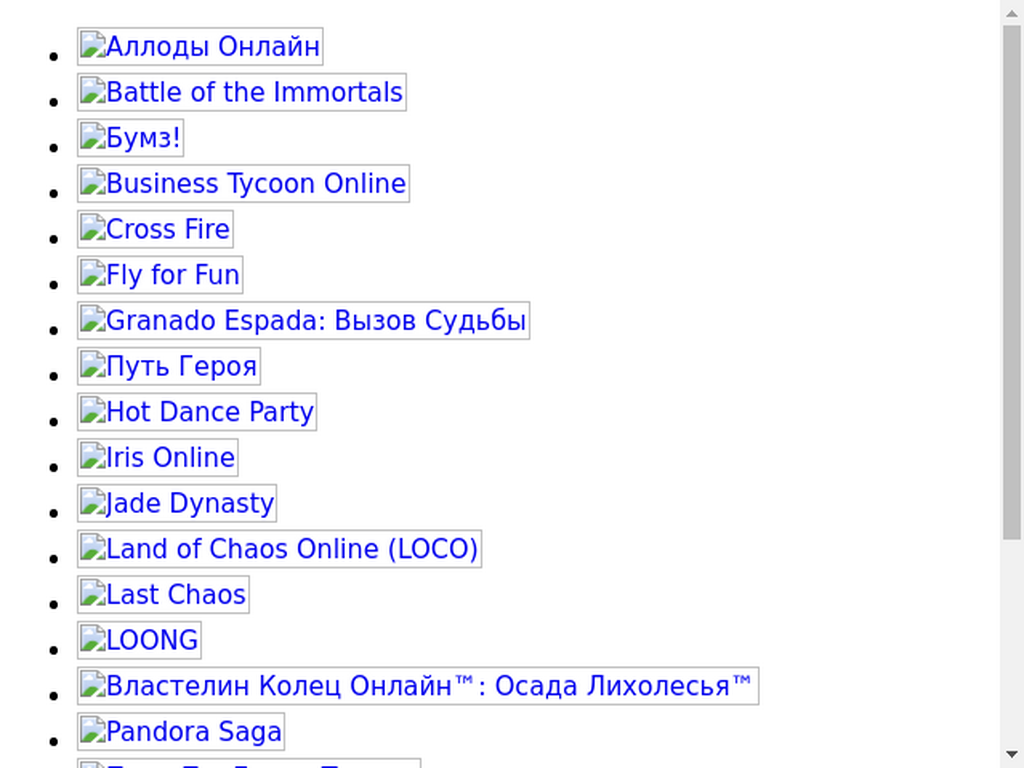 Аллоды Онлайн
Battle of the Immortals
Бумз!
Business Tycoon Online
Cross Fire
Fly for Fun
Granado Espada: Вызов Судьбы
Путь Героя
Hot Dance Party
Iris Online
Jade Dynasty
Land of Chaos Online (LOCO)
Last Chaos
LOONG
Властелин Колец Онлайн™: Осада Лихолесья™
Pandora Saga